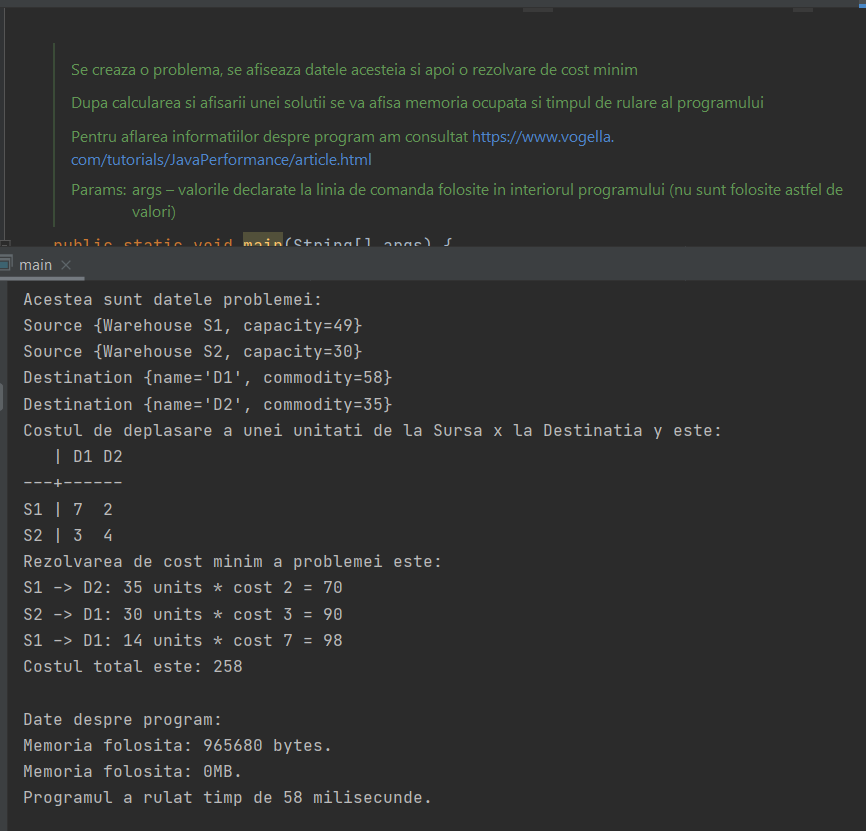 Se creaza o problema, se afiseaza datele acesteia si apoi o rezolvare de cost minim
Dupa calcularea si afisarii unei solutii se va afisa memoria ocupata si timpul de rulare al programului
Pentru aflarea informatiilor despre program am consultat https://www.vogella.
com/tutorials/JavaPerformance/article.html
Params: args – valorile declarate la linia de comanda folosite in interiorul programului (nu sunt folosite astfel de
valori)
public static void main(String[] args) {
main
Acestea sunt datele problemei:
Source {Warehouse S1, capacity=49}
Source {Warehouse S2, capacity=30}
Destination {name='D1', commodity=58}
Destination {name='D2', commodity=35}
Costul de deplasare a unei unitati de la Sursa x la Destinatia y este:
   | D1 D2
---+------
S1 | 7  2
S2 | 3  4
Rezolvarea de cost minim a problemei este:
S1 -> D2: 35 units * cost 2 = 70
S2 -> D1: 30 units * cost 3 = 90
S1 -> D1: 14 units * cost 7 = 98
Costul total este: 258
Date despre program:
Memoria folosita: 965680 bytes.
Memoria folosita: 0MB.
Programul a rulat timp de 58 milisecunde.